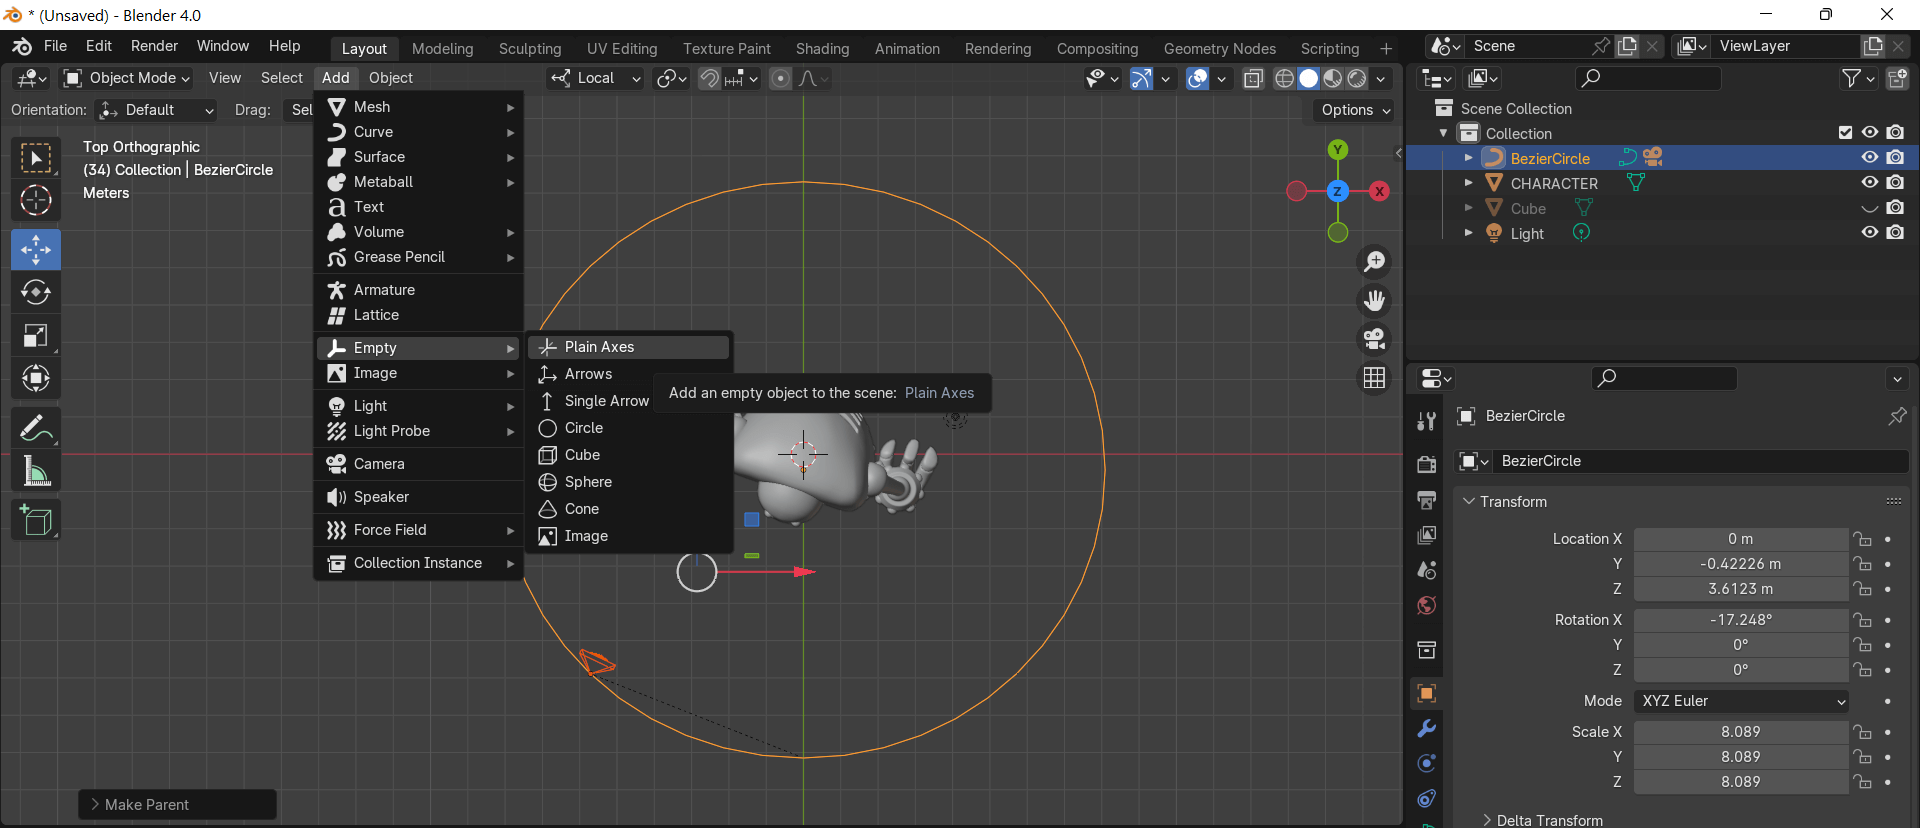 * (Unsaved) - Blender 4.0
File Edit Render Window Help
Layout Modeling Sculpting UV Editing Texture Paint Shading Animation Rendering Compositing Geometry Nodes Scripting
Scene
ViewLayer
Object Mode View Select Add Object
Local
Orientation: Default Drag: Sel
Options
Top Orthographic
(34) Collection | BezierCircle
Meters
Mesh
Curve
Surface
Metaball
Text
Volume
Grease Pencil
Armature
Lattice
Empty
Image
Light
Light Probe
Camera
Speaker
Force Field
Collection Instance
Plain Axes
Arrows
Single Arrow
Circle
Cube
Sphere
Cone
Image
Add an empty object to the scene: Plain Axes
Y
Z
X
Make Parent
Scene Collection
Collection
BezierCircle
CHARACTER
Cube
Light
BezierCircle
BezierCircle
Transform
Location X 0 m
Y -0.42226 m
Z 3.6123 m
Rotation X -17.248°
Y 0°
Z 0°
Mode XYZ Euler
Scale X 8.089
Y 8.089
Z 8.089
Delta Transform